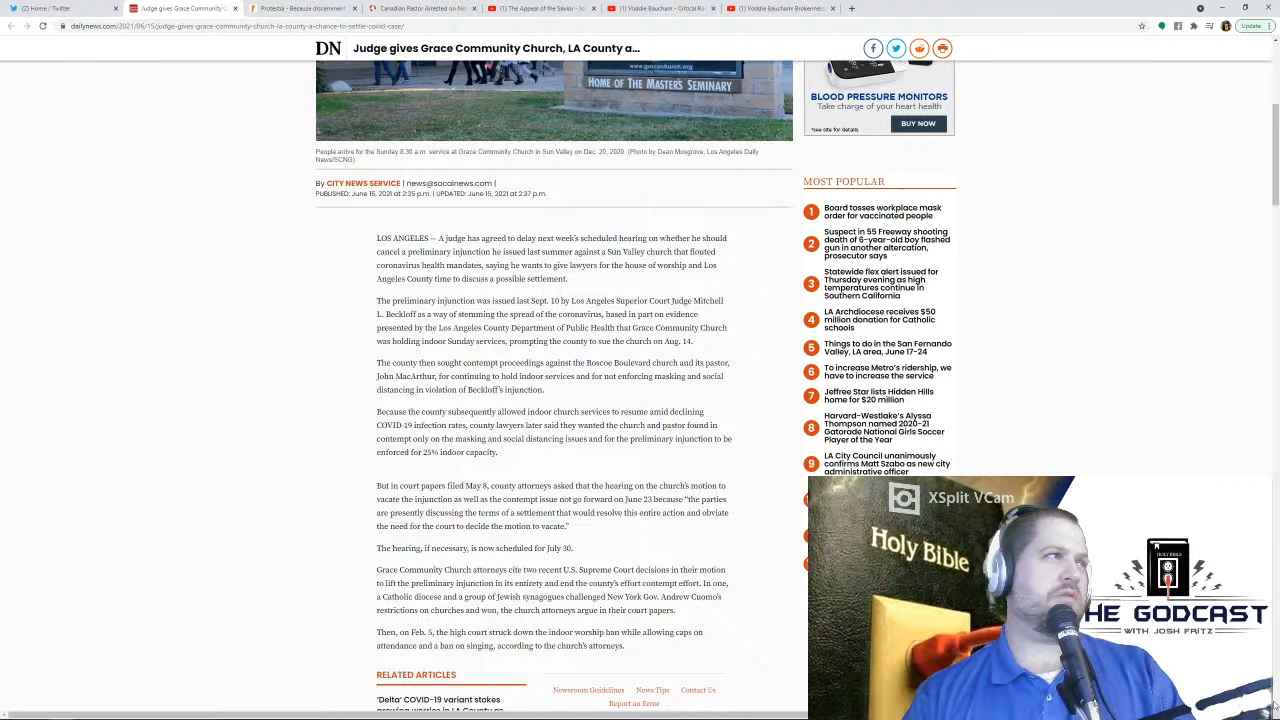 (2) Home / Twitter
Judge gives Grace Community C
Protestia - Because discernment
Canadian Pastor Arrested on Ne
(1) The Appeal of the Savior - Jo
(1) Voddie Baucham - Critical Ra
(1) Voddie Baucham Brokenness
dailynews.com/2021/06/15/judge-gives-grace-community-church-la-county-a-chance-to-settle-covid-case/
Update
DN
Judge gives Grace Community Church, LA County a...
www.gracechurch.org
HOME OF THE MASTER'S SEMINARY
BLOOD PRESSURE MONITORS
Take charge of your heart health
*see site for details.
BUY NOW
People arrive for the Sunday 8:30 a.m. service at Grace Community Church in Sun Valley on Dec. 20, 2020. (Photo by Dean Musgrove, Los Angeles Daily
News/SCNG)
By CITY NEWS SERVICE | news@socalnews.com |
PUBLISHED: June 15, 2021 at 2:35 p.m. | UPDATED: June 15, 2021 at 2:37 p.m.
LOS ANGELES — A judge has agreed to delay next week's scheduled hearing on whether he should
cancel a preliminary injunction he issued last summer against a Sun Valley church that flouted
coronavirus health mandates, saying he wants to give lawyers for the house of worship and Los
Angeles County time to discuss a possible settlement.
The preliminary injunction was issued last Sept. 10 by Los Angeles Superior Court Judge Mitchell
L. Beckloff as a way of stemming the spread of the coronavirus, based in part on evidence
presented by the Los Angeles County Department of Public Health that Grace Community Church
was holding indoor Sunday services, prompting the county to sue the church on Aug. 14.
The county then sought contempt proceedings against the Roscoe Boulevard church and its pastor,
John MacArthur, for continuing to hold indoor services and for not enforcing masking and social
distancing in violation of Beckloff's injunction.
Because the county subsequently allowed indoor church services to resume amid declining
COVID-19 infection rates, county lawyers later said they wanted the church and pastor found in
contempt only on the masking and social distancing issues and for the preliminary injunction to be
enforced for 25% indoor capacity.
But in court papers filed May 8, county attorneys asked that the hearing on the church's motion to
vacate the injunction as well as the contempt issue not go forward on June 23 because "the parties
are presently discussing the terms of a settlement that would resolve this entire action and obviate
the need for the court to decide the motion to vacate."
The hearing, if necessary, is now scheduled for July 30.
Grace Community Church attorneys cite two recent U.S. Supreme Court decisions in their motion
to lift the preliminary injunction in its entirety and end the county's effort contempt effort. In one,
a Catholic diocese and a group of Jewish synagogues challenged New York Gov. Andrew Cuomo's
restrictions on churches and won, the church attorneys argue in their court papers.
Then, on Feb. 5, the high court struck down the indoor worship ban while allowing caps on
attendance and a ban on singing, according to the church's attorneys.
RELATED ARTICLES
'Delta' COVID-19 variant stokes
growing worries in LA County as
Newsroom Guidelines
News Tips
Contact Us
Report an Error
MOST POPULAR
1 Board tosses workplace mask
order for vaccinated people
2 Suspect in 55 Freeway shooting
death of 6-year-old boy flashed
gun in another altercation,
prosecutor says
3 Statewide flex alert issued for
Thursday evening as high
temperatures continue in
Southern California
4 LA Archdiocese receives $50
million donation for Catholic
schools
5 Things to do in the San Fernando
Valley, LA area, June 17-24
6 To increase Metro's ridership, we
have to increase the service
7 Jeffree Star lists Hidden Hills
home for $20 million
8 Harvard-Westlake's Alyssa
Thompson named 2020-21
Gatorade National Girls Soccer
Player of the Year
9 LA City Council unanimously
confirms Matt Szabo as new city
administrative officer
XSplit VCam
Holy Bible
HOLY BIBLE
HE GODCAST
WITH JOSH FRITZ